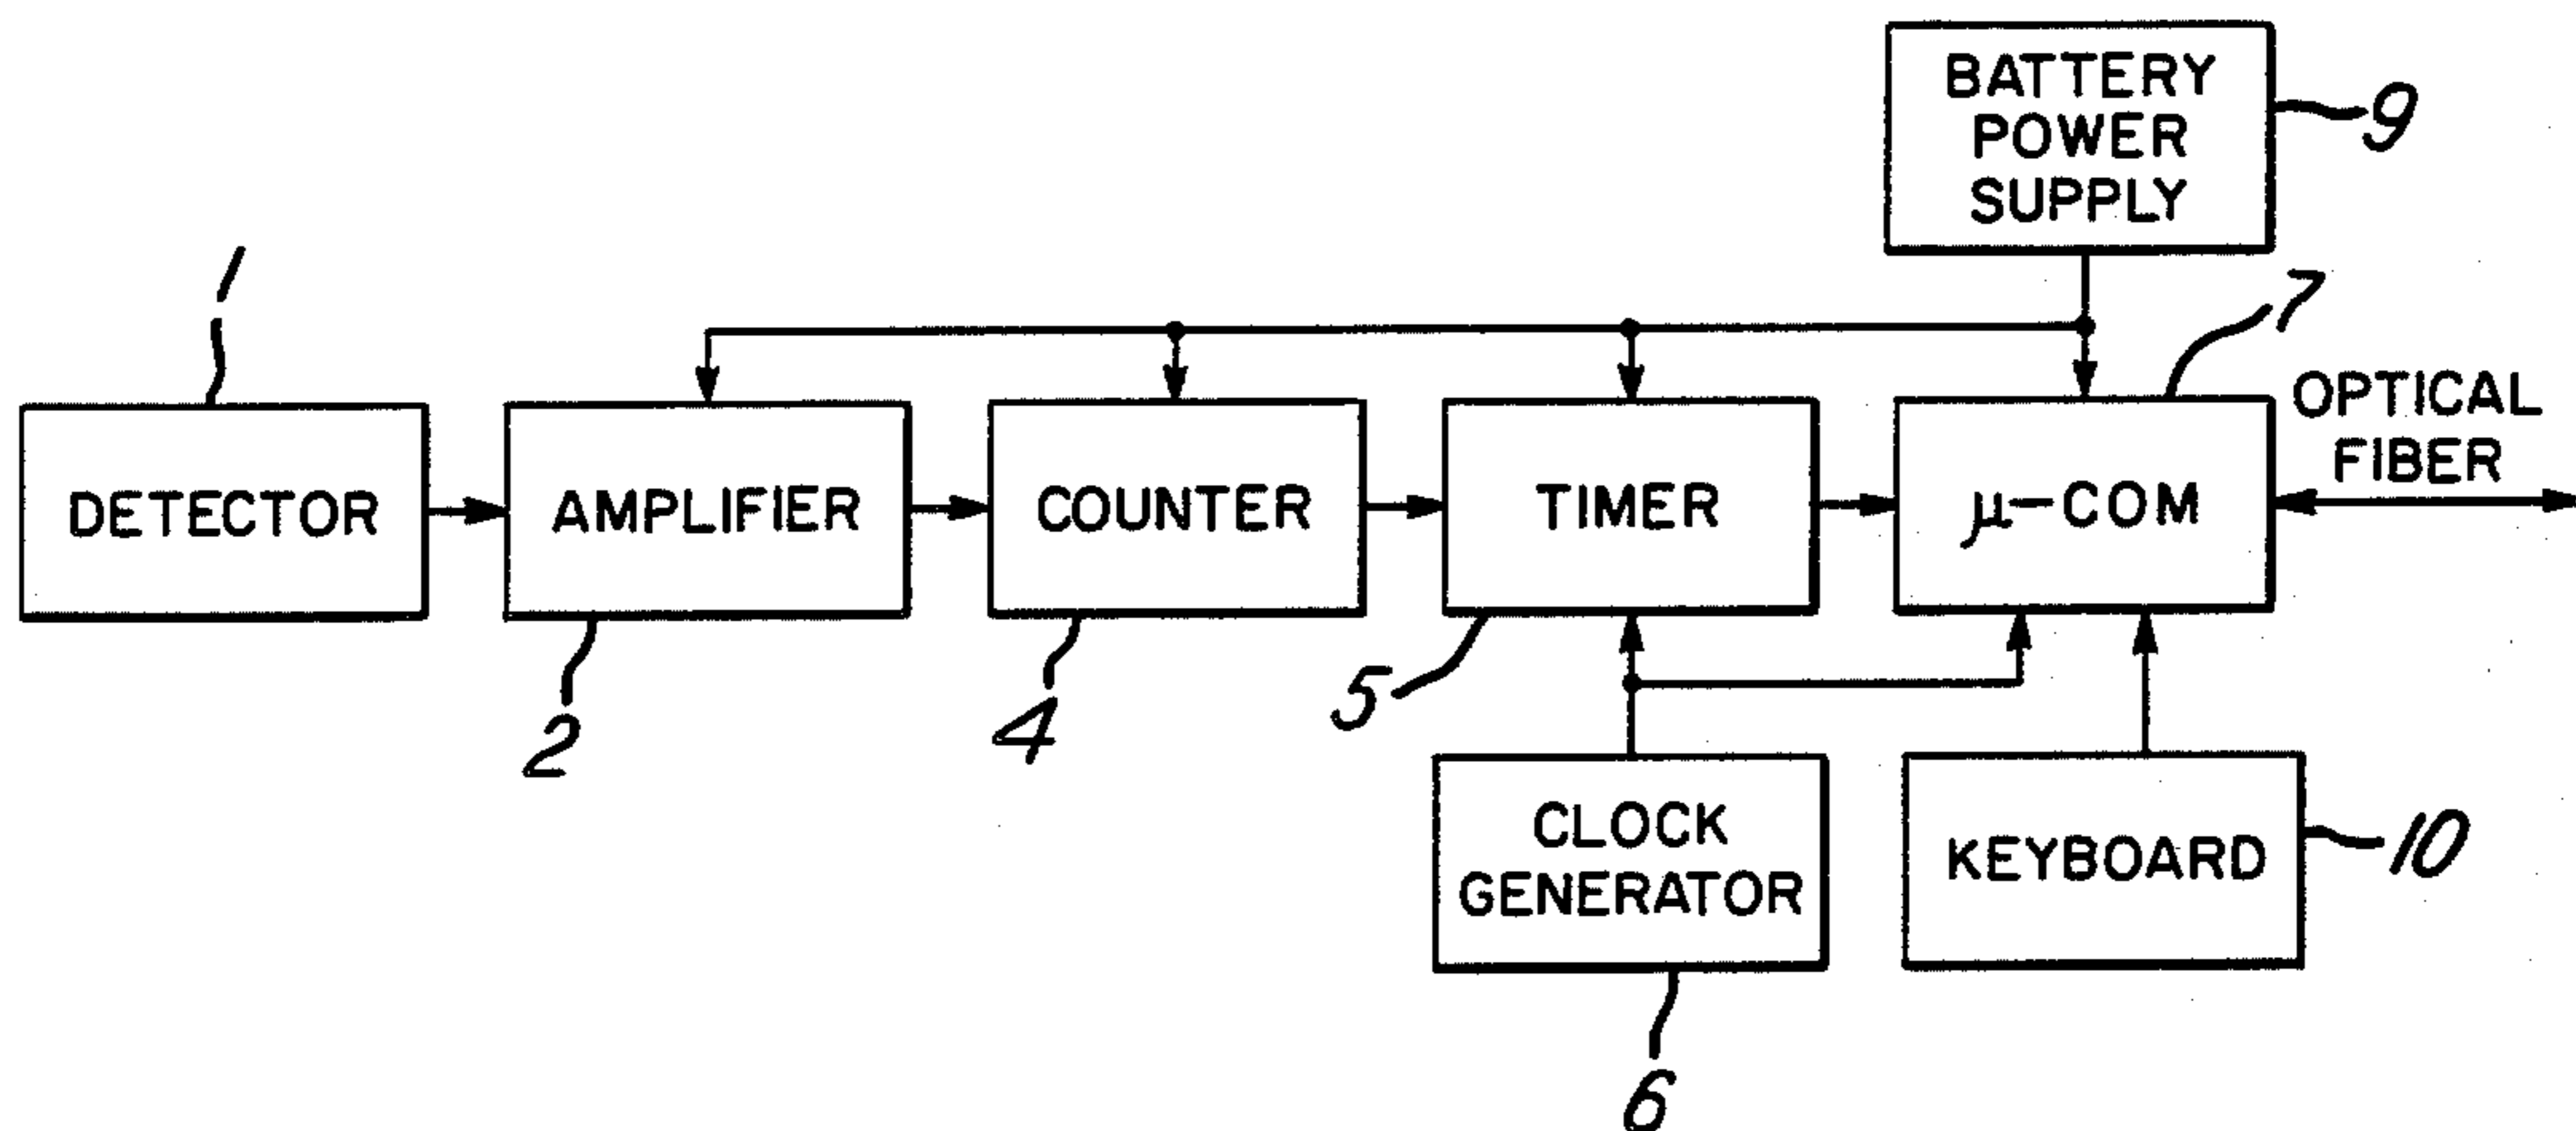 BATTERY
POWER
SUPPLY
9
1
7
OPTICAL
FIBER
DETECTOR
AMPLIFIER
COUNTER
TIMER
μ-COM
2
4
5
CLOCK
GENERATOR
KEYBOARD
10
6